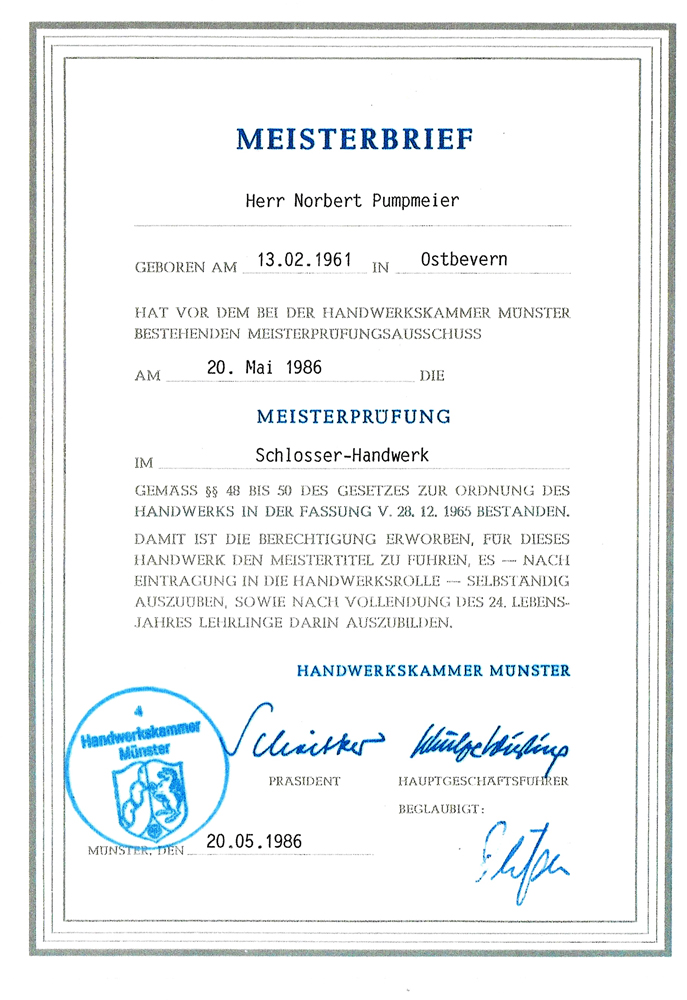 MEISTERBRIEF
Herr Norbert Pumpmeier
GEBOREN AM 13.02.1961 IN Ostbevern
HAT VOR DEM BEI DER HANDWERKSKAMMER MÜNSTER
BESTEHENDEN MEISTERPRÜFUNGSAUSSCHUSS
AM 20. Mai 1986 DIE
MEISTERPRÜFUNG
IM Schlosser-Handwerk
GEMÄSS §§ 48 BIS 50 DES GESETZES ZUR ORDNUNG DES
HANDWERKS IN DER FASSUNG V. 28. 12. 1965 BESTANDEN.
DAMIT IST DIE BERECHTIGUNG ERWORBEN, FÜR DIESES
HANDWERK DEN MEISTERTITEL ZU FÜHREN, ES — NACH
EINTRAGUNG IN DIE HANDWERKSROLLE — SELBSTÄNDIG
AUSZUÜBEN, SOWIE NACH VOLLENDUNG DES 24. LEBENS-
JAHRES LEHRLINGE DARIN AUSZUBILDEN.
HANDWERKSKAMMER MÜNSTER
4
Handwerkskammer
Münster
PRÄSIDENT
HAUPTGESCHÄFTSFÜHRER
BEGLAUBIGT:
MÜNSTER, DEN 20.05.1986